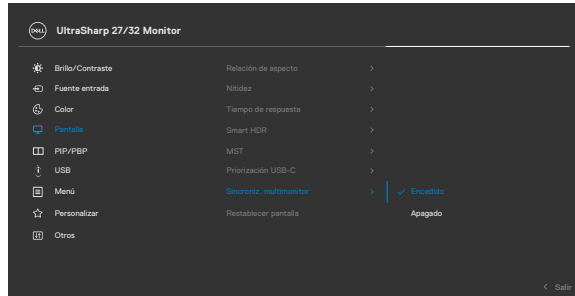 DELL UltraSharp 27/32 Monitor
Brillo/Contraste
Fuente entrada
Color
Pantalla
PIP/PBP
USB
Menú
Personalizar
Otros
Relación de aspecto
Nitidez
Tiempo de respuesta
Smart HDR
MST
Priorización USB-C
Sincroniz. multimonitor
Restablecer pantalla
Encedido
Apagado
Salir